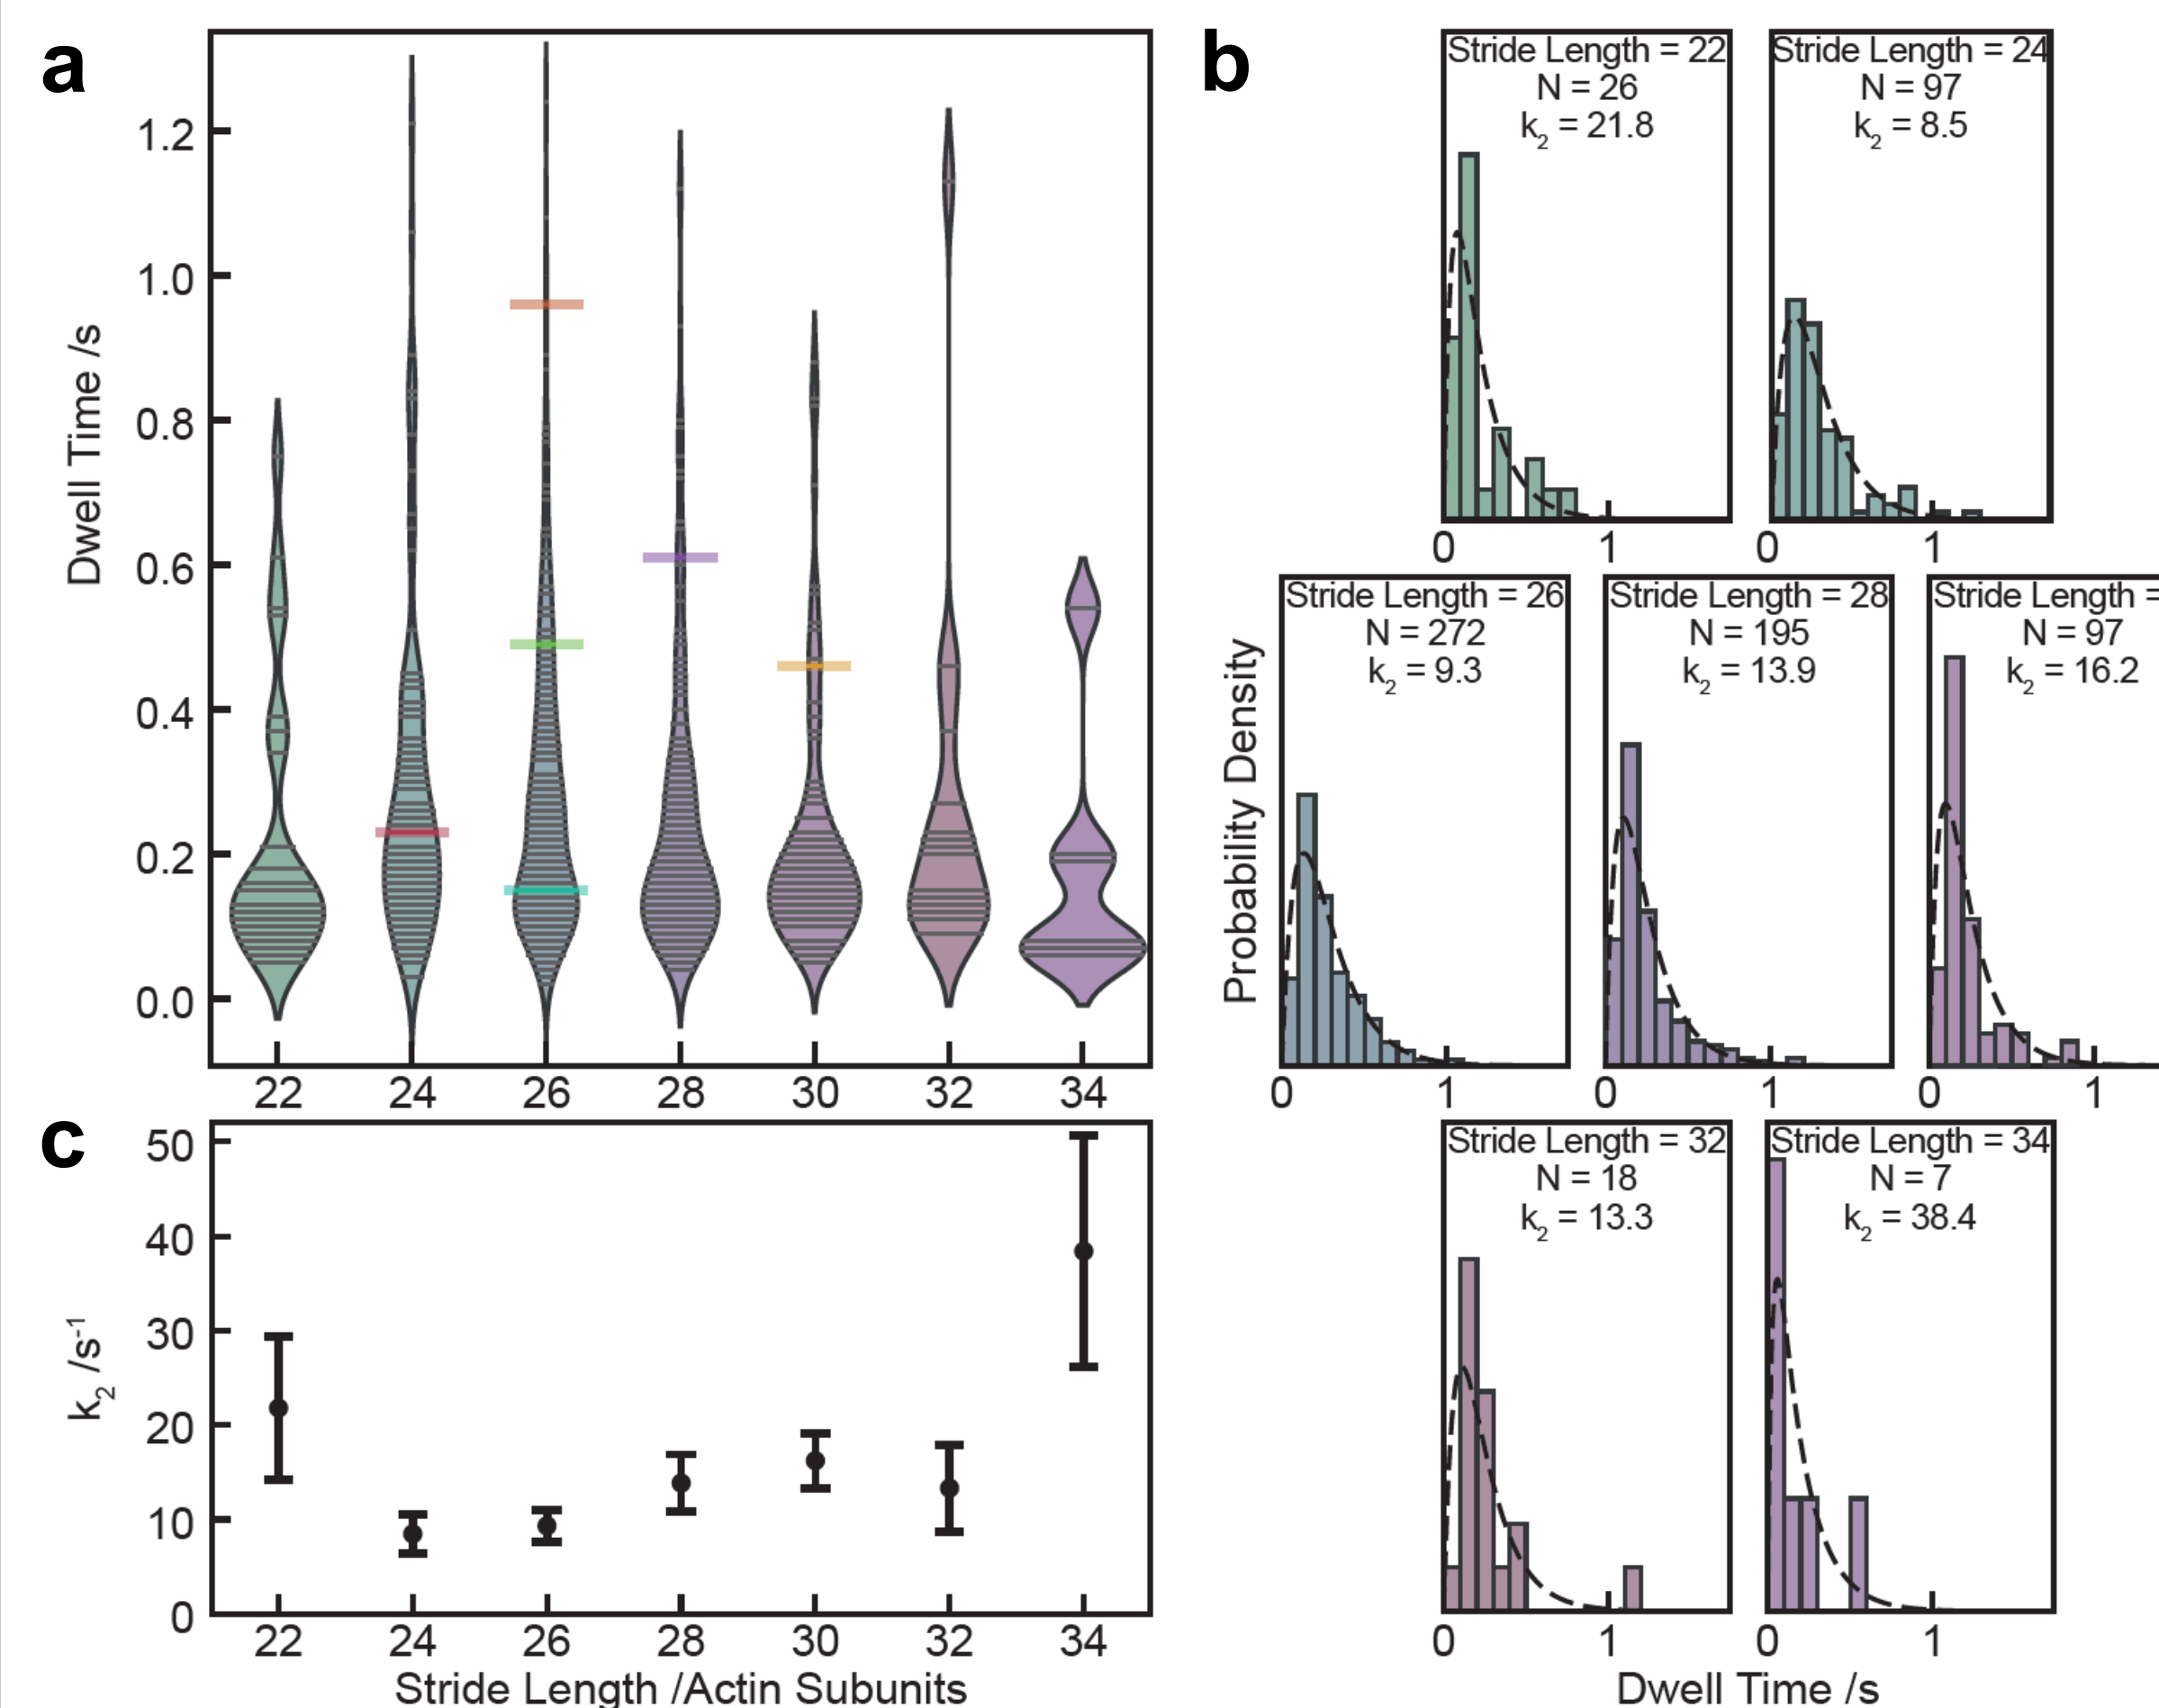 a
Dwell Time /s
1.2
1.0
0.8
0.6
0.4
0.2
0.0
22 24 26 28 30 32 34
b
Stride Length = 22
N = 26
k₂ = 21.8
0 1
Stride Length = 24
N = 97
k₂ = 8.5
0 1
Probability Density
Stride Length = 26
N = 272
k₂ = 9.3
0 1
Stride Length = 28
N = 195
k₂ = 13.9
0 1
Stride Length =
N = 97
k₂ = 16.2
0 1
Stride Length = 32
N = 18
k₂ = 13.3
0 1
Stride Length = 34
N = 7
k₂ = 38.4
0 1
Dwell Time /s
c
k₂ /s⁻¹
50
40
30
20
10
0
22 24 26 28 30 32 34
Stride Length /Actin Subunits